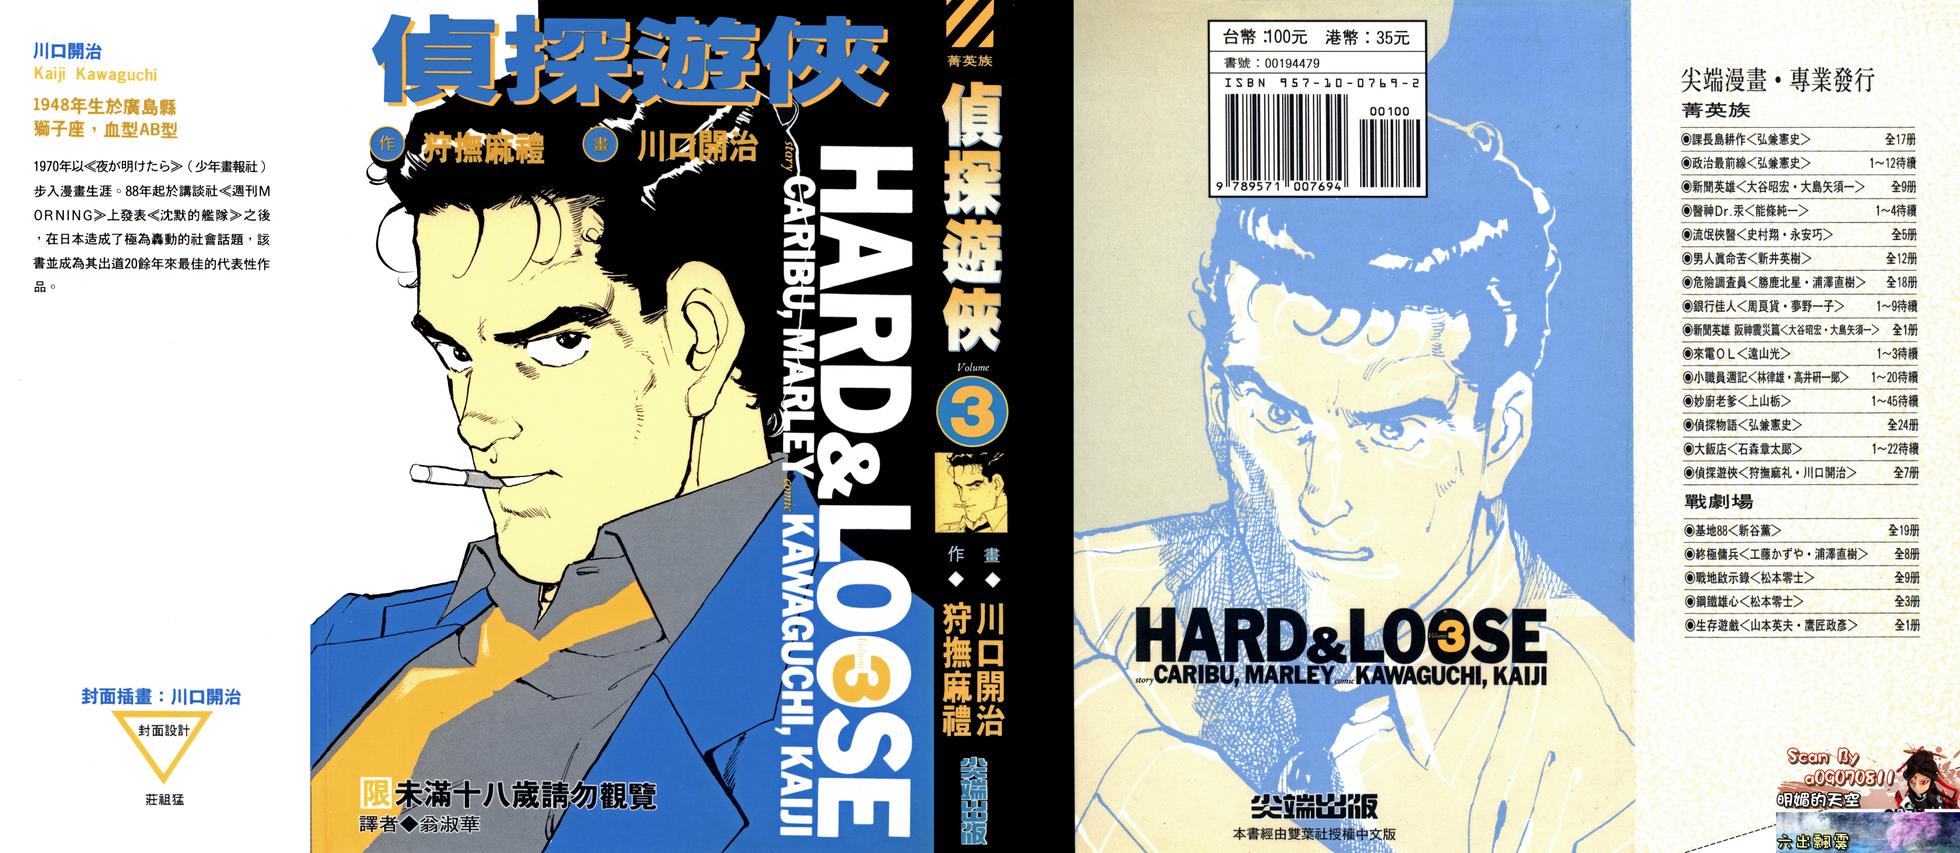 川口開治
Kaiji Kawaguchi
1948年生於廣島縣
獅子座，血型AB型
1970年以≪夜が明けたら≫（少年畫報社）
步入漫畫生涯。88年起於講談社≪週刊M
ORNING≫上發表≪沈默的艦隊≫之後
，在日本造成了極為轟動的社會話題，該
書並成為其出道20餘年來最佳的代表性作
品。
封面插畫：川口開治
封面設計
莊祖猛
偵探遊俠
作 狩撫麻禮 畫 川口開治
HARD&LOOSE
Volume 3
story CARIBU, MARLEY comic KAWAGUCHI, KAIJI
限 未滿十八歲請勿觀覽
譯者◆翁淑華
菁英族
偵探遊俠
Volume
3
作◆狩撫麻禮
畫◆川口開治
尖端出版
台幣：100元 港幣：35元
書號：00194479
ISBN 957-10-0769-2
00100
9 789571 007694
HARD&LOOSE
Volume 3
story CARIBU, MARLEY comic KAWAGUCHI, KAIJI
尖端出版
本書經由雙葉社授權中文版
尖端漫畫・專業發行
菁英族
◉課長島耕作＜弘兼憲史＞ 全17册
◉政治最前線＜弘兼憲史＞ 1～12待續
◉新聞英雄＜大谷昭宏・大島矢須一＞ 全9册
◉醫神Dr.汞＜能條純一＞ 1～4待續
◉流氓俠醫＜史村翔・永安巧＞ 全5册
◉男人眞命苦＜新井英樹＞ 全12册
◉危險調査員＜勝鹿北星・浦澤直樹＞ 全18册
◉銀行佳人＜周良貨・夢野一子＞ 1～9待續
◉新聞英雄 阪神震災篇＜大谷昭宏・大島矢須一＞ 全1册
◉來電ＯＬ＜遠山光＞ 1～3待續
◉小職員週記＜林律雄・高井研一郞＞ 1～20待續
◉妙廚老爹＜上山栃＞ 1～45待續
◉偵探物語＜弘兼憲史＞ 全24册
◉大飯店＜石森章太郞＞ 1～22待續
◉偵探遊俠＜狩撫麻礼・川口開治＞ 全7册
戰劇場
◉基地88＜新谷薰＞ 全19册
◉終極傭兵＜工藤かずや・浦澤直樹＞ 全8册
◉戰地啟示錄＜松本零士＞ 全9册
◉鋼鐵雄心＜松本零士＞ 全3册
◉生存遊戲＜山本英夫・鷹匠政彥＞ 全1册
Scan By
a09070811
明媚的天空
六出飄雾